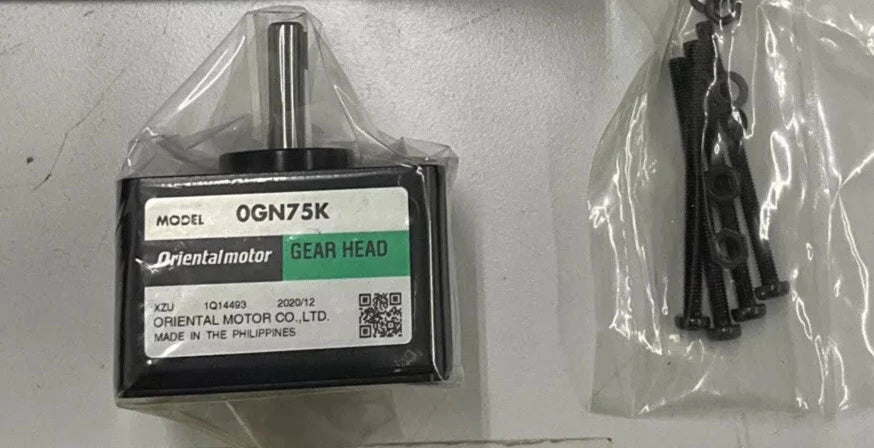 MODEL 0GN75K
Orientalmotor GEAR HEAD
XZU 1Q14493 2020/12
ORIENTAL MOTOR CO.,LTD.
MADE IN THE PHILIPPINES